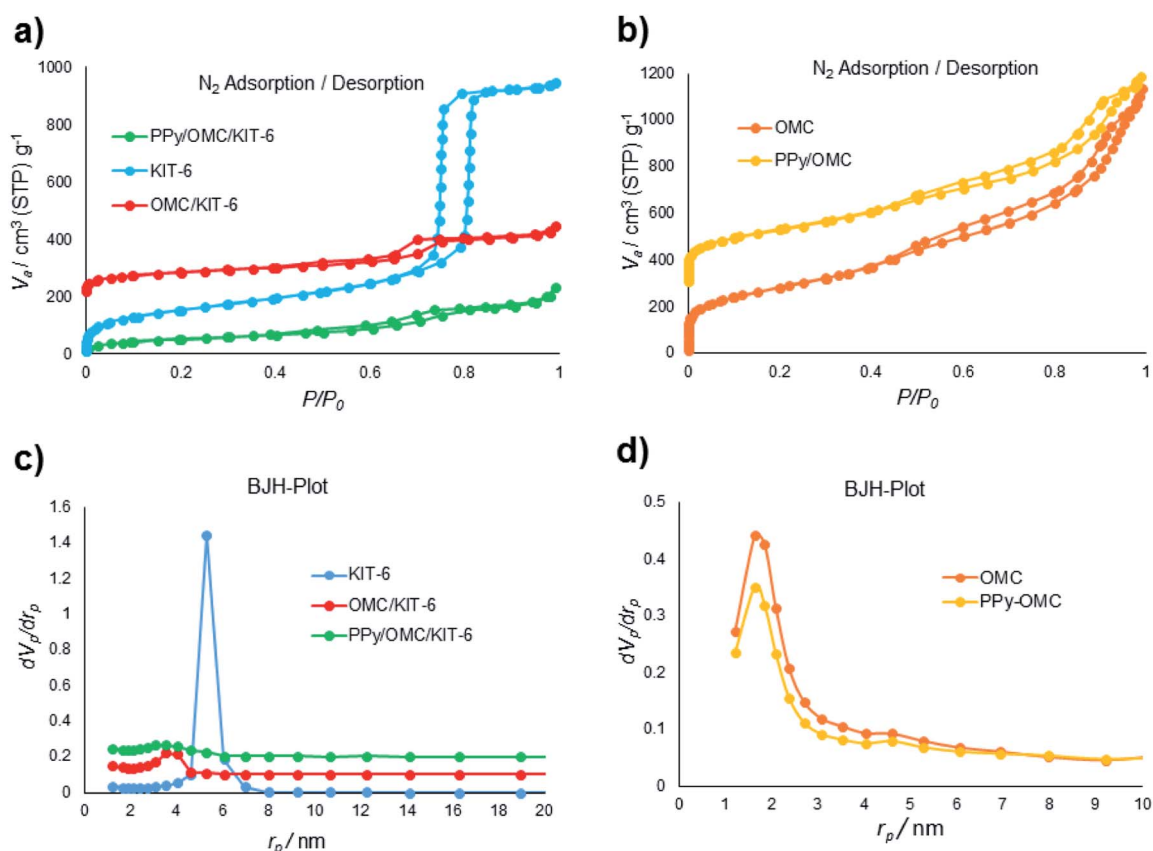 a)
N2 Adsorption / Desorption
Va / cm3 (STP) g-1
1000
800
600
400
200
0
PPy/OMC/KIT-6
KIT-6
OMC/KIT-6
0 0.2 0.4 0.6 0.8 1
P/P0
b)
N2 Adsorption / Desorption
Va / cm3 (STP) g-1
1200
1000
800
600
400
200
0
OMC
PPy/OMC
0 0.2 0.4 0.6 0.8 1
P/P0
c)
BJH-Plot
dVp/drp
1.6
1.4
1.2
1
0.8
0.6
0.4
0.2
0
KIT-6
OMC/KIT-6
PPy/OMC/KIT-6
0 2 4 6 8 10 12 14 16 18 20
rp / nm
d)
BJH-Plot
dVp/drp
0.5
0.4
0.3
0.2
0.1
0
OMC
PPy-OMC
0 1 2 3 4 5 6 7 8 9 10
rp / nm